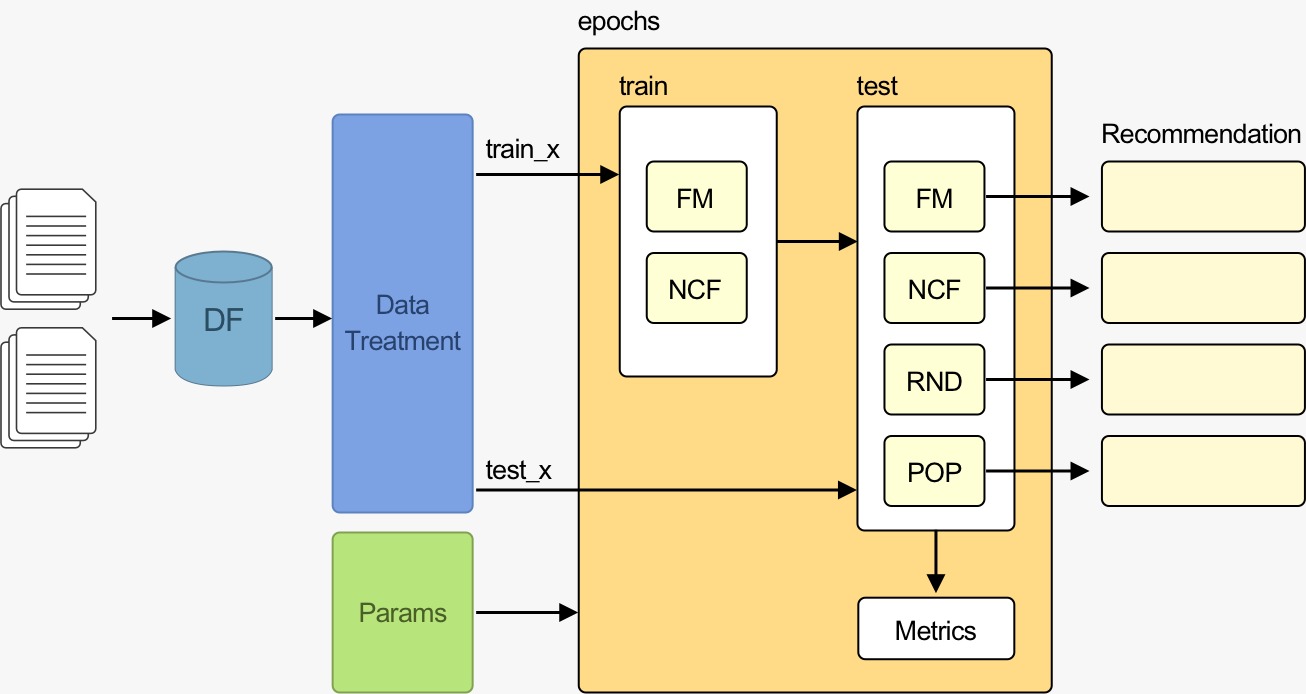 epochs
train
test
Recommendation
train_x
FM
NCF
FM
NCF
RND
POP
DF
Data
Treatment
test_x
Params
Metrics